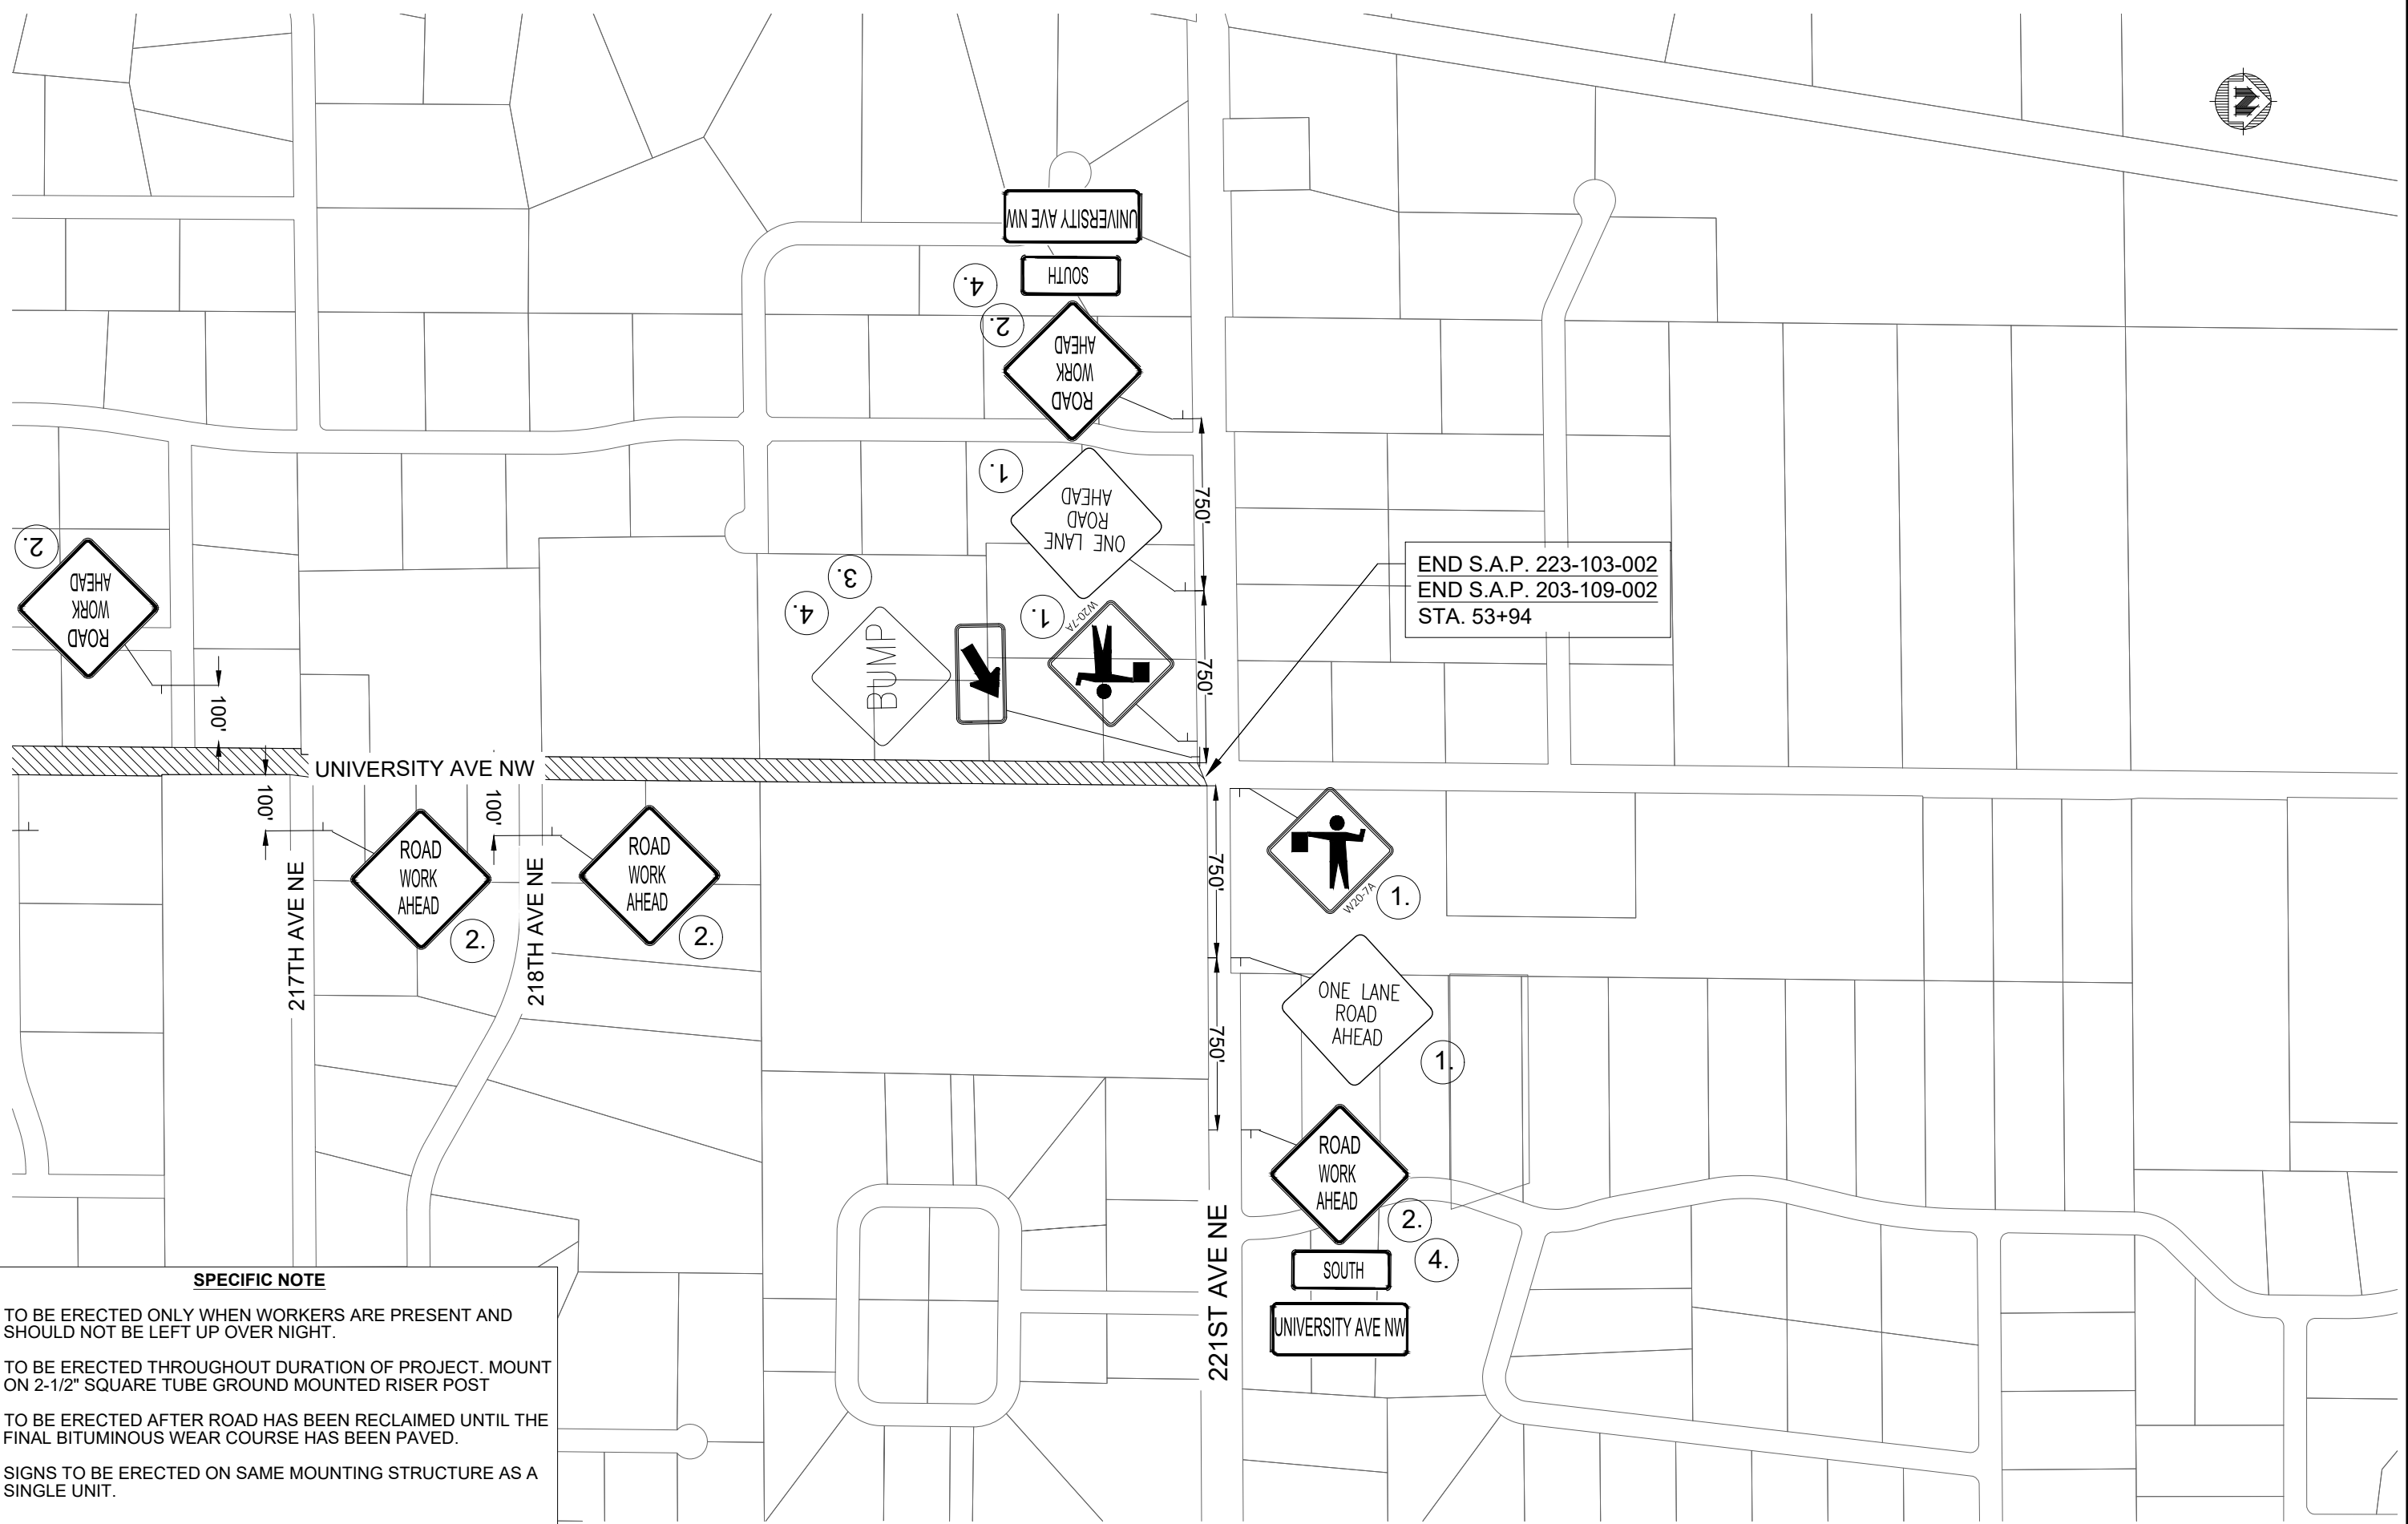 N
UNIVERSITY AVE NW
SOUTH
4.
2.
ROAD
WORK
AHEAD
1.
ONE LANE
ROAD
AHEAD
750'
3.
4.
BUMP
1.
W20-7A
750'
2.
ROAD
WORK
AHEAD
100'
END S.A.P. 223-103-002
END S.A.P. 203-109-002
STA. 53+94
UNIVERSITY AVE NW
100'
100'
ROAD
WORK
AHEAD
2.
ROAD
WORK
AHEAD
2.
217TH AVE NE
218TH AVE NE
750'
W20-7A
1.
ONE LANE
ROAD
AHEAD
1.
750'
ROAD
WORK
AHEAD
2.
4.
SOUTH
UNIVERSITY AVE NW
221ST AVE NE
SPECIFIC NOTE
TO BE ERECTED ONLY WHEN WORKERS ARE PRESENT AND
SHOULD NOT BE LEFT UP OVER NIGHT.
TO BE ERECTED THROUGHOUT DURATION OF PROJECT. MOUNT
ON 2-1/2" SQUARE TUBE GROUND MOUNTED RISER POST
TO BE ERECTED AFTER ROAD HAS BEEN RECLAIMED UNTIL THE
FINAL BITUMINOUS WEAR COURSE HAS BEEN PAVED.
SIGNS TO BE ERECTED ON SAME MOUNTING STRUCTURE AS A
SINGLE UNIT.